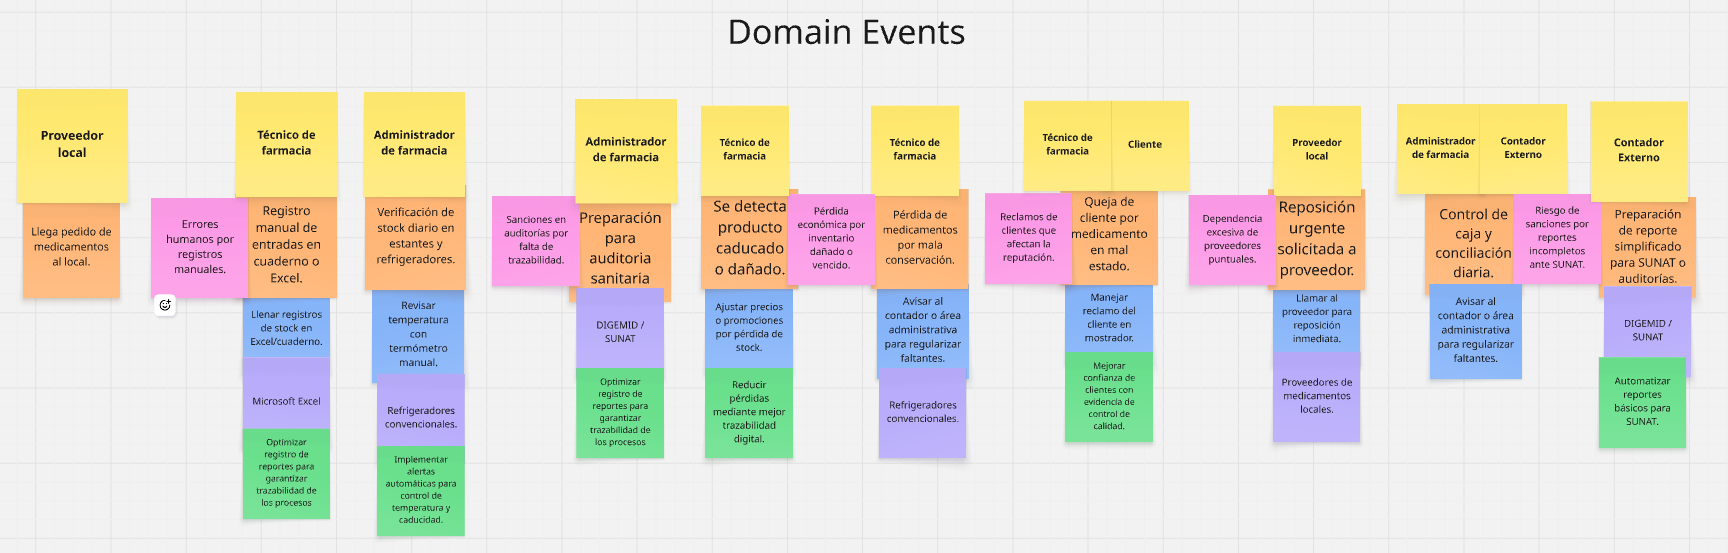 Domain Events
Proveedor
local
Llega pedido de
medicamentos
al local.
Errores
humanos por
registros
manuales.
Técnico de
farmacia
Registro
manual de
entradas en
cuaderno o
Excel.
Llenar registros
de stock en
Excel/cuaderno.
Microsoft Excel
Optimizar
registro de
reportes para
garantizar
trazabilidad de
los procesos
Administrador
de farmacia
Verificación de
stock diario en
estantes y
refrigeradores.
Revisar
temperatura
con
termómetro
manual.
Refrigeradores
convencionales.
Implementar
alertas
automáticas para
control de
temperatura y
caducidad.
Sanciones en
auditorías por
falta de
trazabilidad.
Administrador
de farmacia
Preparación
para
auditoria
sanitaria
DIGEMID /
SUNAT
Optimizar
registro de
reportes para
garantizar
trazabilidad de
los procesos
Técnico de
farmacia
Se detecta
producto
caducado
o dañado.
Ajustar precios
o promociones
por pérdida de
stock.
Reducir
pérdidas
mediante mejor
trazabilidad
digital.
Pérdida
económica por
inventario
dañado o
vencido.
Técnico de
farmacia
Pérdida de
medicamentos
por mala
conservación.
Avisar al
contador o área
administrativa
para regularizar
faltantes.
Refrigeradores
convencionales.
Reclamos de
clientes que
afectan la
reputación.
Técnico de
farmacia
Cliente
Queja de
cliente por
medicamento
en mal
estado.
Manejar
reclamo del
cliente en
mostrador.
Mejorar
confianza de
clientes con
evidencia de
control de
calidad.
Dependencia
excesiva de
proveedores
puntuales.
Proveedor
local
Reposición
urgente
solicitada a
proveedor.
Llamar al
proveedor para
reposición
inmediata.
Proveedores de
medicamentos
locales.
Administrador
de farmacia
Contador
Externo
Control de
caja y
conciliación
diaria.
Avisar al
contador o área
administrativa
para regularizar
faltantes.
Riesgo de
sanciones por
reportes
incompletos
ante SUNAT.
Contador
Externo
Preparación
de reporte
simplificado
para SUNAT o
auditorías.
DIGEMID /
SUNAT
Automatizar
reportes
básicos para
SUNAT.